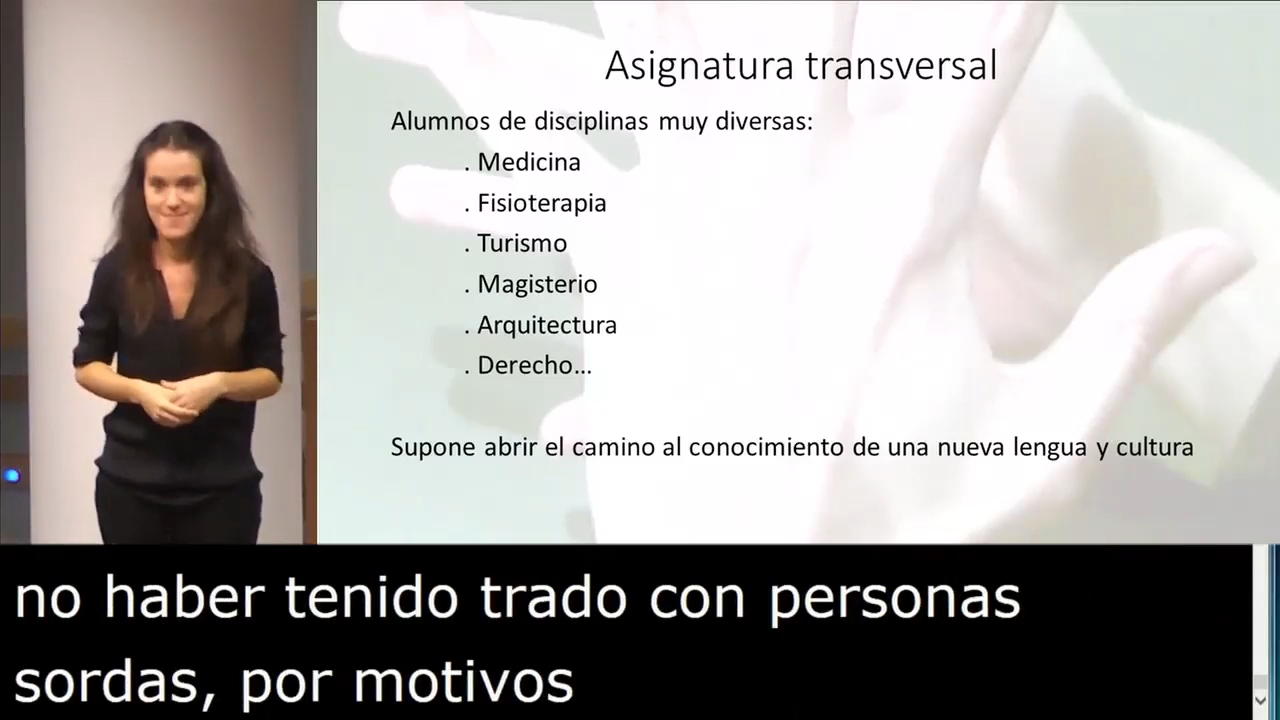 Asignatura transversal
Alumnos de disciplinas muy diversas:
. Medicina
. Fisioterapia
. Turismo
. Magisterio
. Arquitectura
. Derecho...
Supone abrir el camino al conocimiento de una nueva lengua y cultura
no haber tenido trado con personas
sordas, por motivos